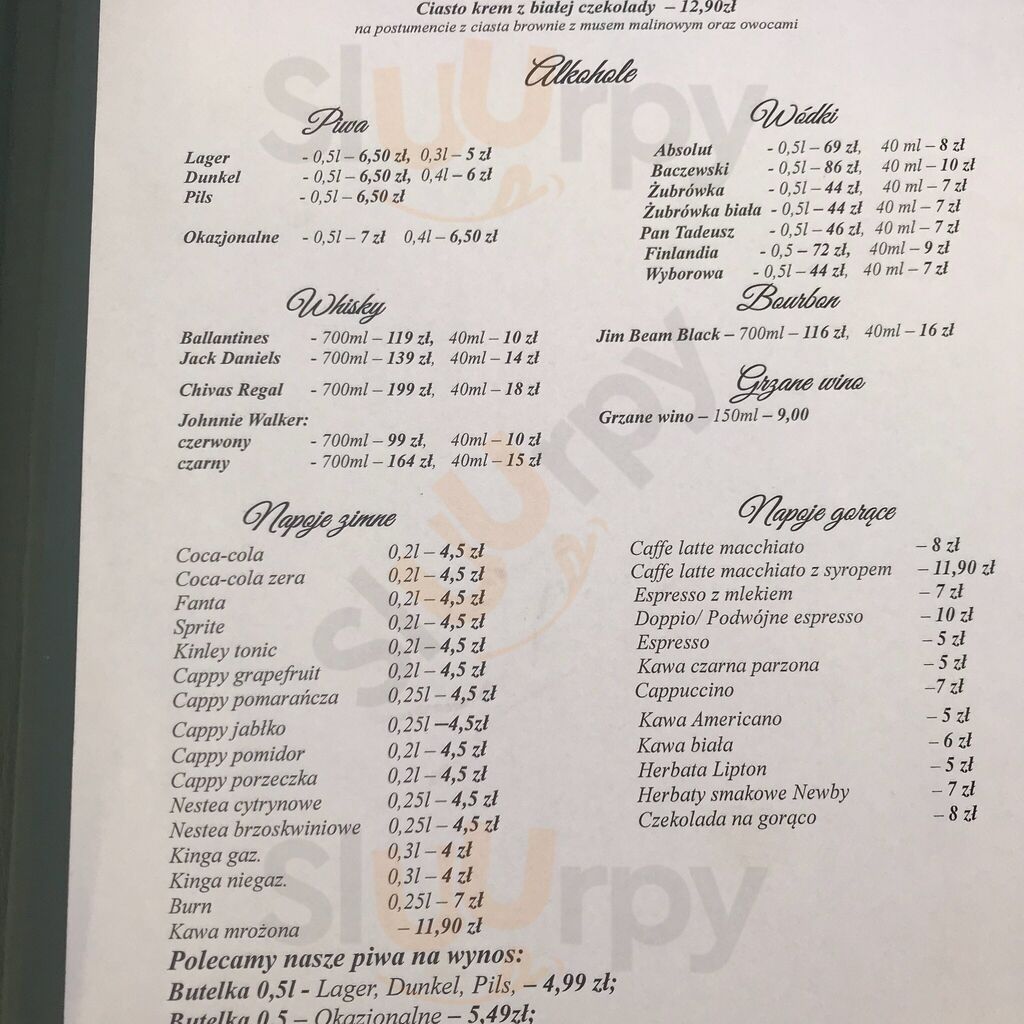 Ciasto krem z białej czekolady – 12,90zł
na postumencie z ciasta brownie z musem malinowym oraz owocami
Alkohole
Piwa
Lager - 0,5l – 6,50 zł, 0,3l – 5 zł
Dunkel - 0,5l – 6,50 zł, 0,4l – 6 zł
Pils - 0,5l – 6,50 zł
Okazjonalne - 0,5l – 7 zł 0,4l – 6,50 zł
Wódki
Absolut - 0,5l – 69 zł, 40 ml – 8 zł
Baczewski - 0,5l – 86 zł, 40 ml – 10 zł
Żubrówka - 0,5l – 44 zł, 40 ml – 7 zł
Żubrówka biała - 0,5l – 44 zł 40 ml – 7 zł
Pan Tadeusz - 0,5l – 46 zł, 40 ml – 7 zł
Finlandia - 0,5 – 72 zł, 40ml – 9 zł
Wyborowa - 0,5l – 44 zł, 40 ml – 7 zł
Whisky
Ballantines - 700ml – 119 zł, 40ml – 10 zł
Jack Daniels - 700ml – 139 zł, 40ml – 14 zł
Chivas Regal - 700ml – 199 zł, 40ml – 18 zł
Johnnie Walker:
czerwony - 700ml – 99 zł, 40ml – 10 zł
czarny - 700ml – 164 zł, 40ml – 15 zł
Bourbon
Jim Beam Black – 700ml – 116 zł, 40ml – 16 zł
Grzane wino
Grzane wino – 150ml – 9,00
Napoje zimne
Coca-cola 0,2l – 4,5 zł
Coca-cola zera 0,2l – 4,5 zł
Fanta 0,2l – 4,5 zł
Sprite 0,2l – 4,5 zł
Kinley tonic 0,2l – 4,5 zł
Cappy grapefruit 0,2l – 4,5 zł
Cappy pomarańcza 0,25l – 4,5 zł
Cappy jabłko 0,25l – 4,5zł
Cappy pomidor 0,2l – 4,5 zł
Cappy porzeczka 0,2l – 4,5 zł
Nestea cytrynowe 0,25l – 4,5 zł
Nestea brzoskwiniowe 0,25l – 4,5 zł
Kinga gaz. 0,3l – 4 zł
Kinga niegaz. 0,3l – 4 zł
Burn 0,25l – 7 zł
Kawa mrożona – 11,90 zł
Napoje gorące
Caffe latte macchiato – 8 zł
Caffe latte macchiato z syropem – 11,90 zł
Espresso z mlekiem – 7 zł
Doppio/ Podwójne espresso – 10 zł
Espresso – 5 zł
Kawa czarna parzona – 5 zł
Cappuccino –7 zł
Kawa Americano – 5 zł
Kawa biała – 6 zł
Herbata Lipton – 5 zł
Herbaty smakowe Newby – 7 zł
Czekolada na gorąco – 8 zł
Polecamy nasze piwa na wynos:
Butelka 0,5l - Lager, Dunkel, Pils, – 4,99 zł;
Butelka 0,5 – Okazjonalne – 5,49zł;
Sluurpy
Sluurpy
Sluurpy